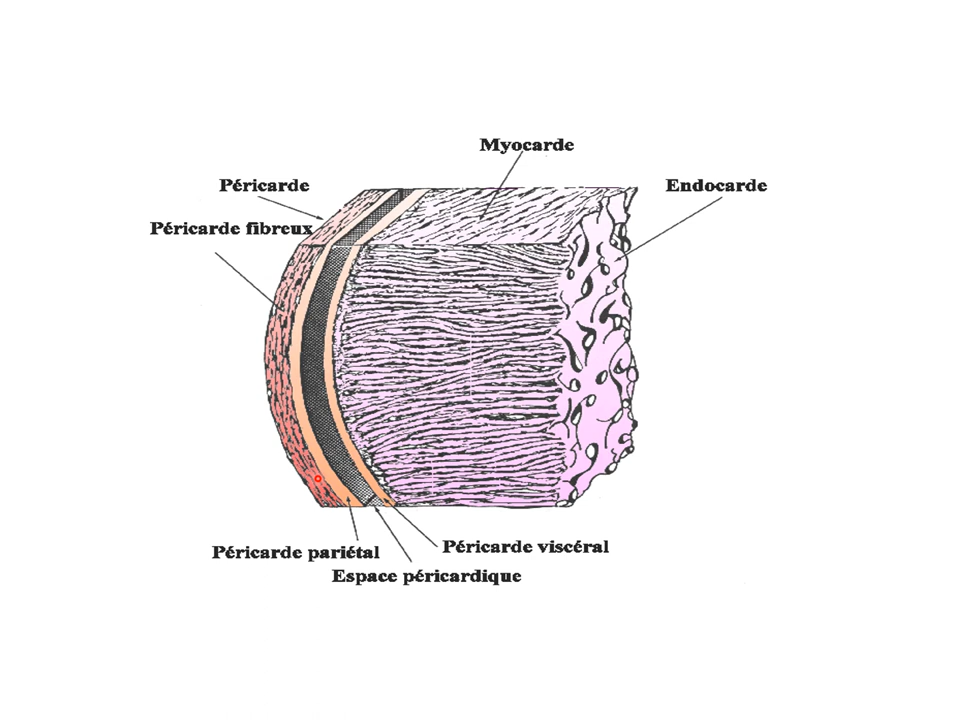 Myocarde
Péricarde
Endocarde
Péricarde fibreux
Péricarde viscéral
Péricarde pariétal
Espace péricardique